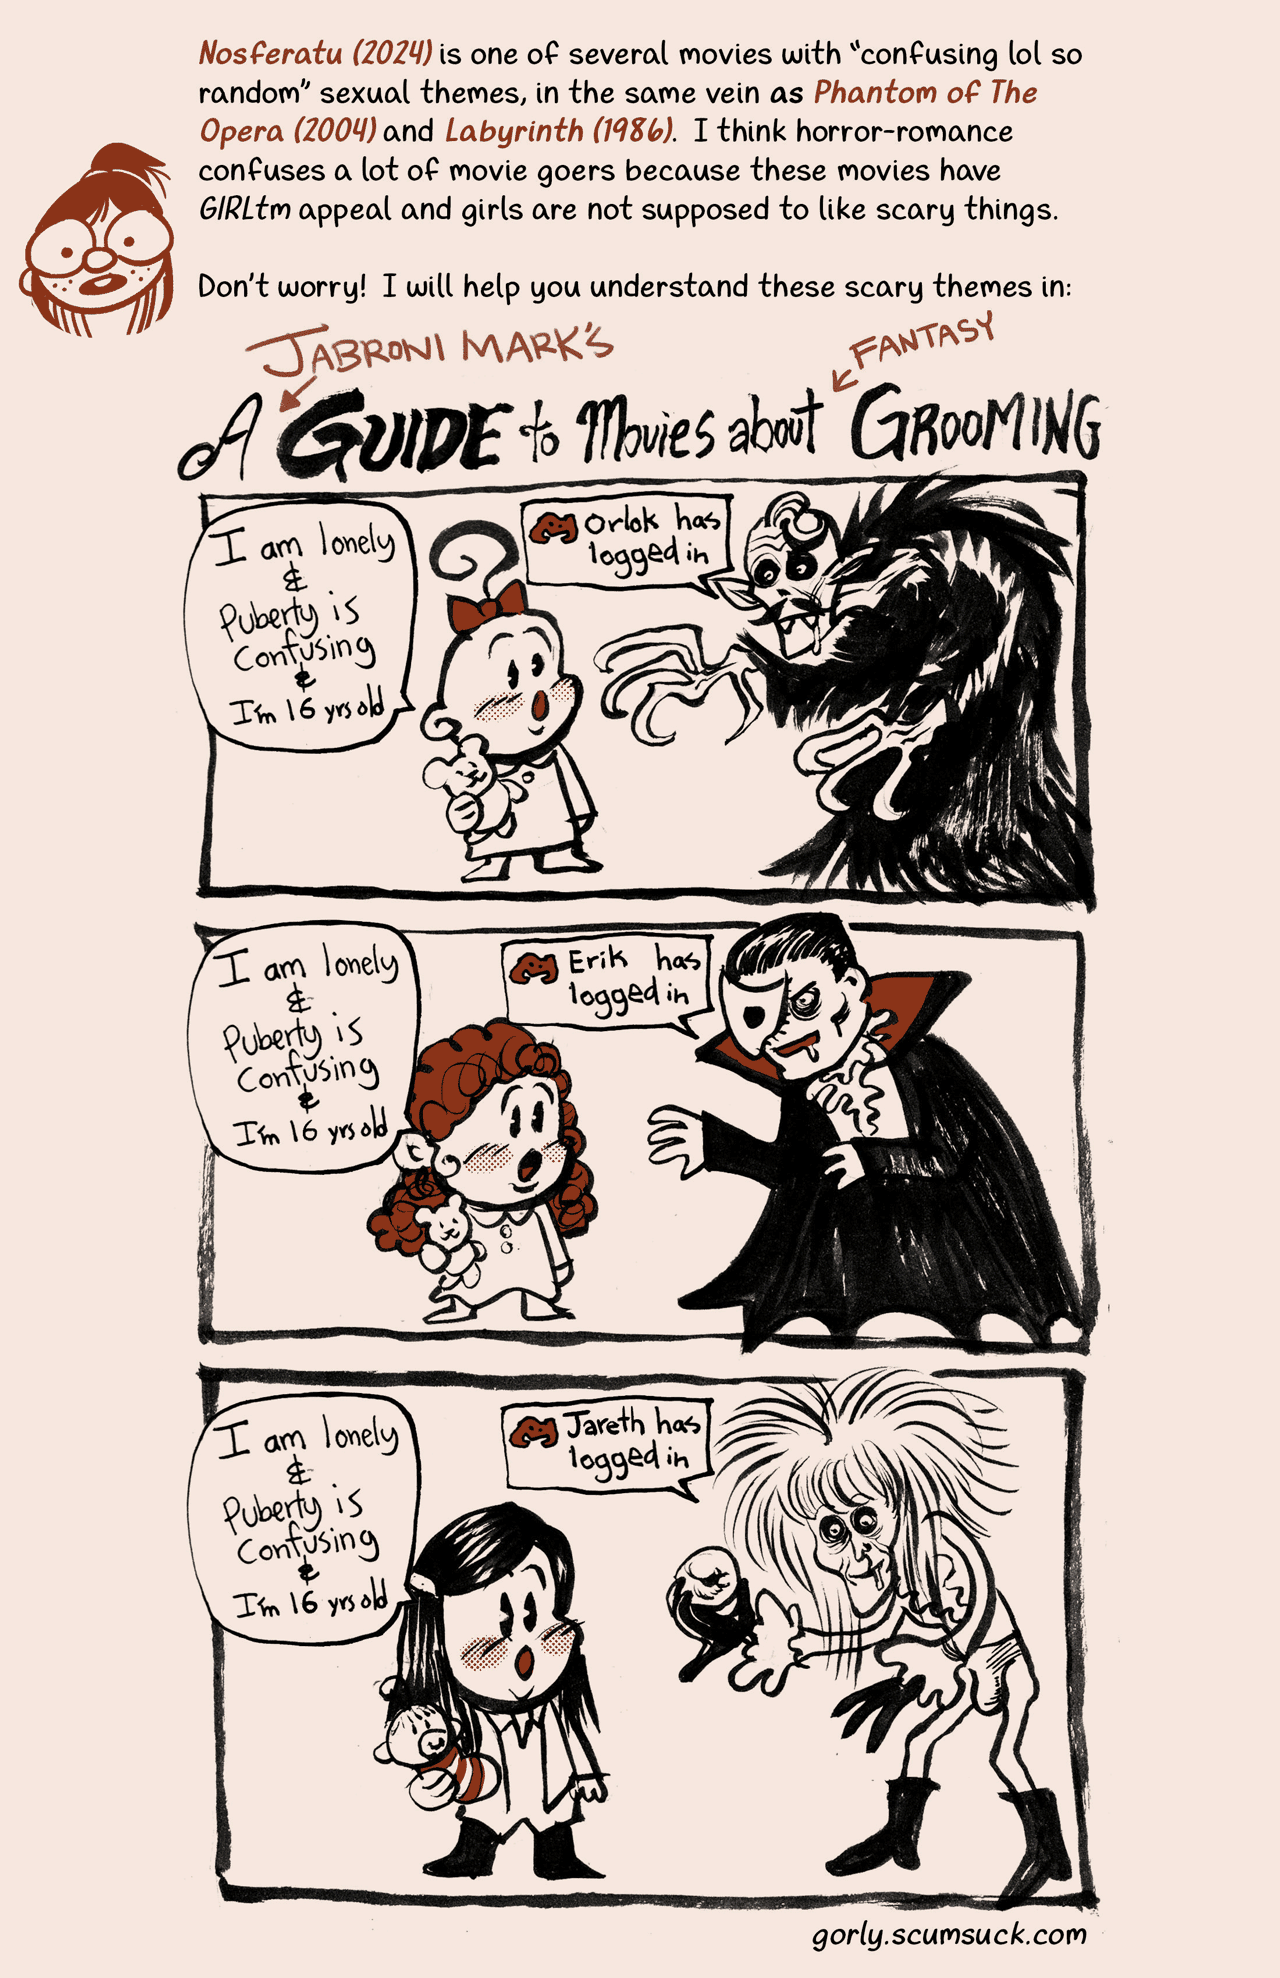 Nosferatu (2024) is one of several movies with “confusing lol so
random” sexual themes, in the same vein as Phantom of The
Opera (2004) and Labyrinth (1986).  I think horror-romance
confuses a lot of movie goers because these movies have
GIRLtm appeal and girls are not supposed to like scary things.
Don't worry!  I will help you understand these scary themes in:
JABRONI MARK'S
FANTASY
A GUIDE to Movies about GROOMING
I am lonely
&
Puberty is
Confusing
&
I'm 16 yrs old
Orlok has
logged in
I am lonely
&
Puberty is
Confusing
&
I'm 16 yrs old
Erik has
logged in
I am lonely
&
Puberty is
Confusing
&
I'm 16 yrs old
Jareth has
logged in
gorly.scumsuck.com